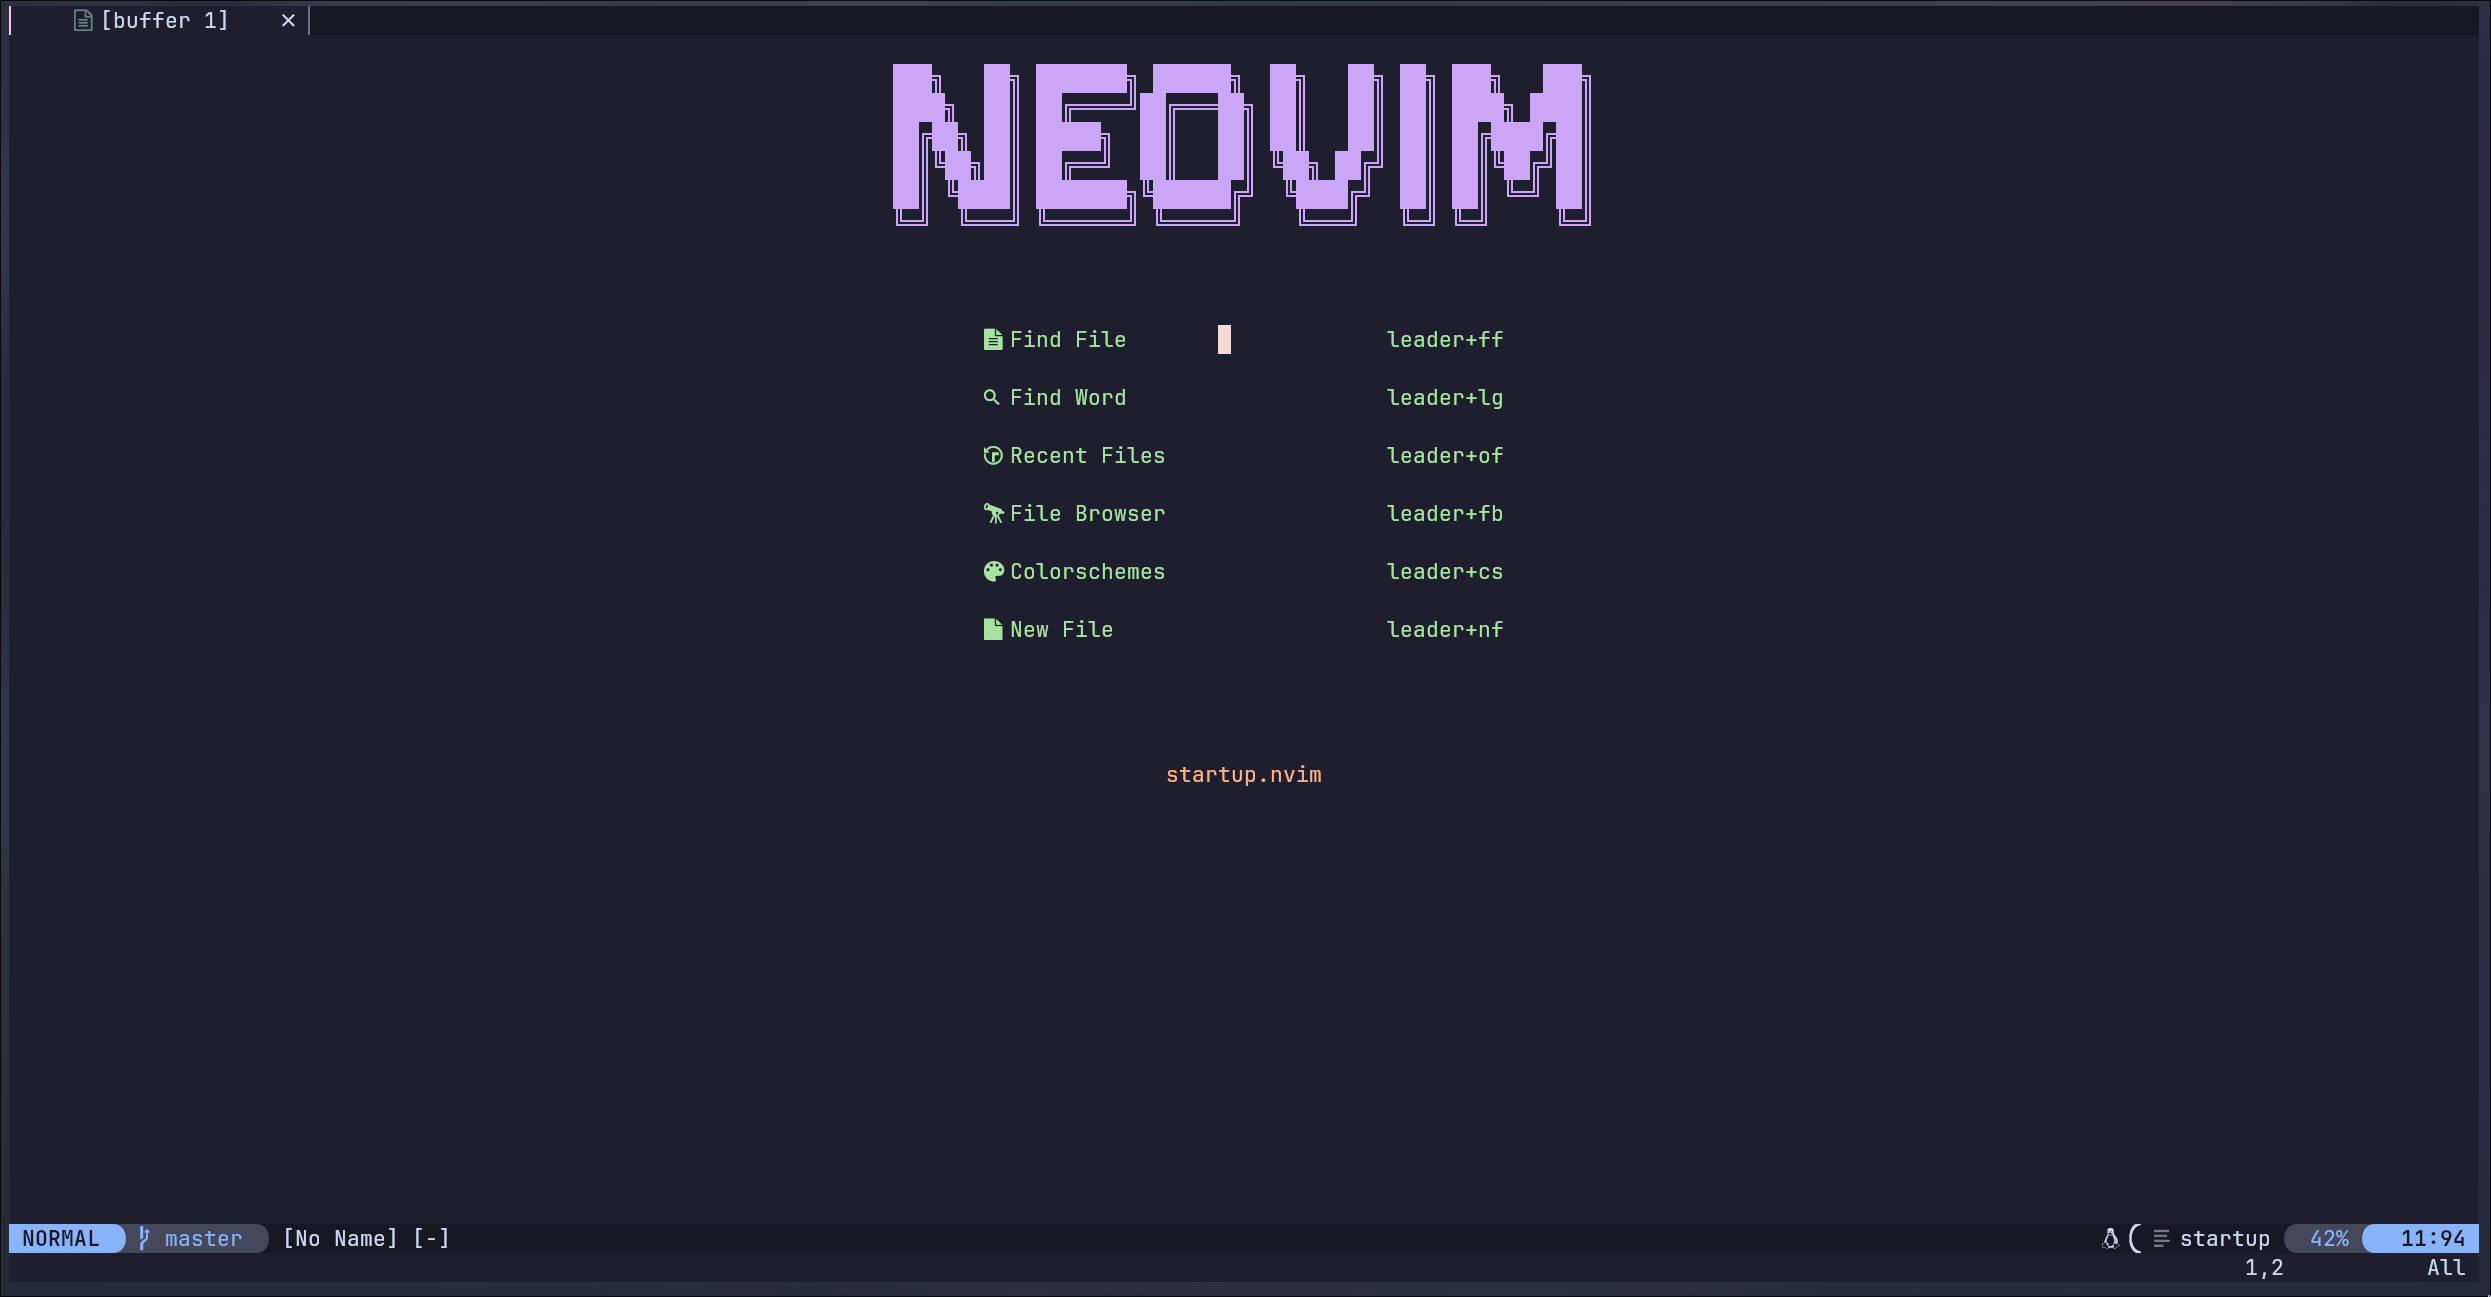 [buffer 1] ×
NEOVIM
Find File leader+ff
Find Word leader+lg
Recent Files leader+of
File Browser leader+fb
Colorschemes leader+cs
New File leader+nf
startup.nvim
NORMAL master [No Name] [-] startup 42% 11:94
1,2 All